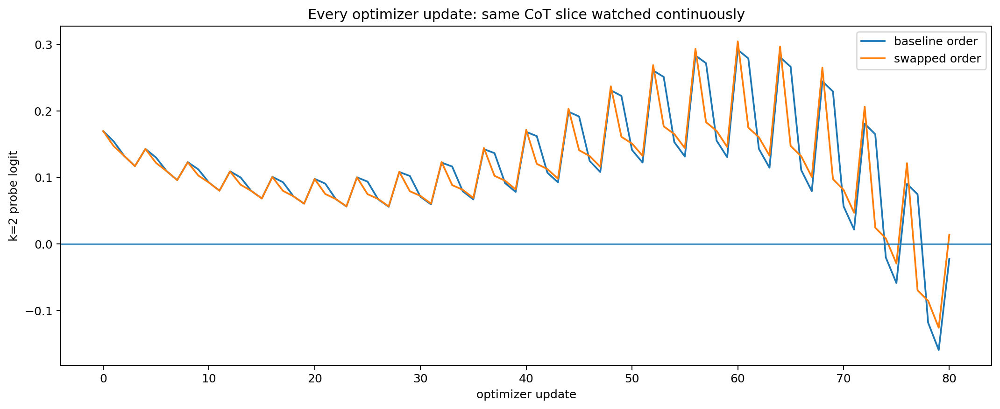 Every optimizer update: same CoT slice watched continuously
baseline order
swapped order
k=2 probe logit
0.3
0.2
0.1
0.0
−0.1
0 10 20 30 40 50 60 70 80
optimizer update